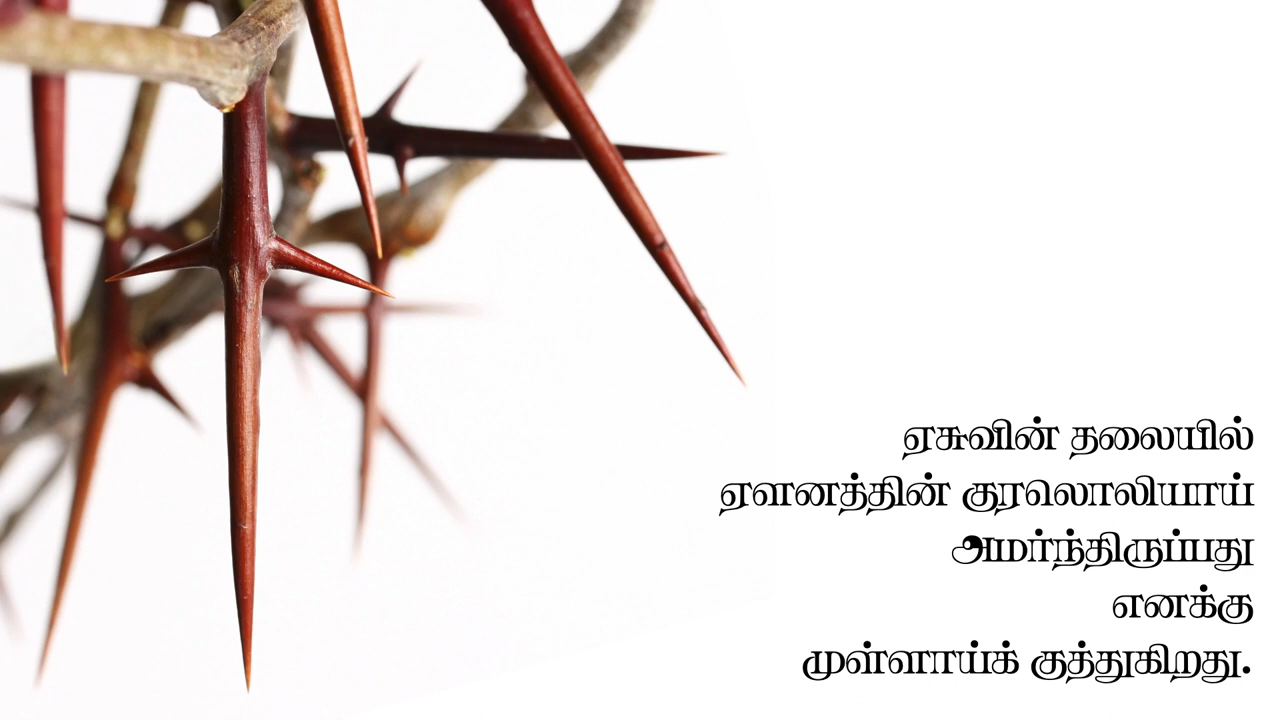 ஏசுவின் தலையில்
ஏளனத்தின் குரலொலியாய்
அமர்ந்திருப்பது
எனக்கு
முள்ளாய்க் குத்துகிறது.